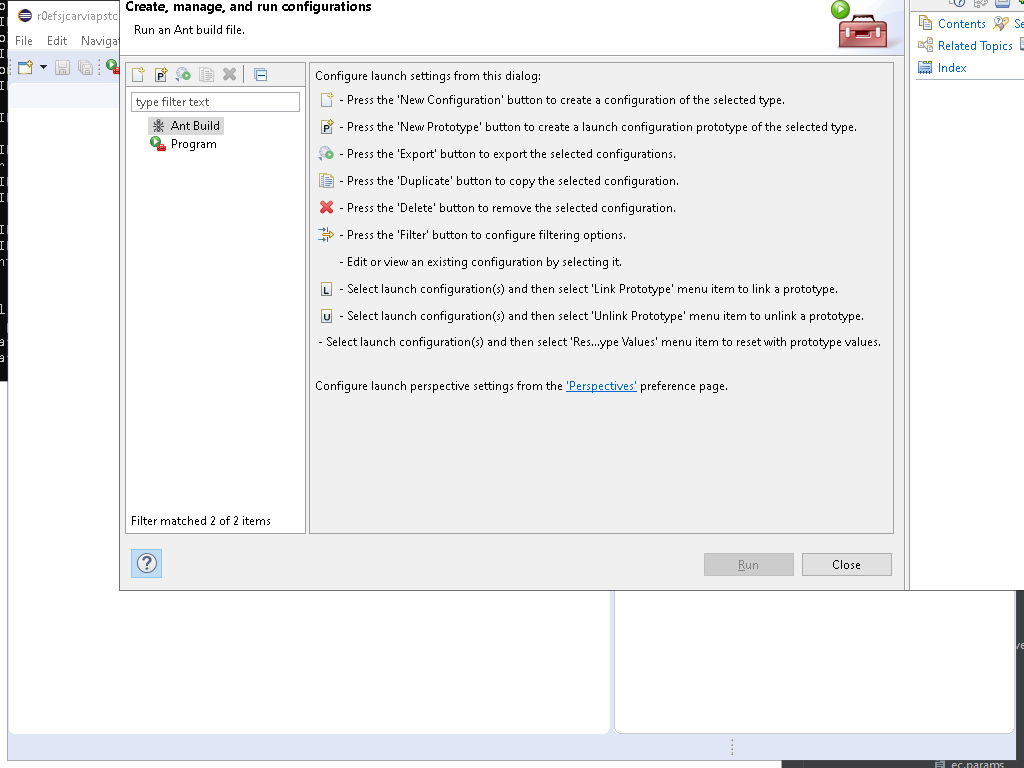 Create, manage, and run configurations
Run an Ant build file.
r0efsjcarviapstc
File Edit Naviga
type filter text
Ant Build
Program
Filter matched 2 of 2 items
Configure launch settings from this dialog:
- Press the 'New Configuration' button to create a configuration of the selected type.
- Press the 'New Prototype' button to create a launch configuration prototype of the selected type.
- Press the 'Export' button to export the selected configurations.
- Press the 'Duplicate' button to copy the selected configuration.
- Press the 'Delete' button to remove the selected configuration.
- Press the 'Filter' button to configure filtering options.
- Edit or view an existing configuration by selecting it.
L - Select launch configuration(s) and then select 'Link Prototype' menu item to link a prototype.
U - Select launch configuration(s) and then select 'Unlink Prototype' menu item to unlink a prototype.
- Select launch configuration(s) and then select 'Res...ype Values' menu item to reset with prototype values.
Configure launch perspective settings from the 'Perspectives' preference page.
Run
Close
Contents Se
Related Topics
Index
ec.params